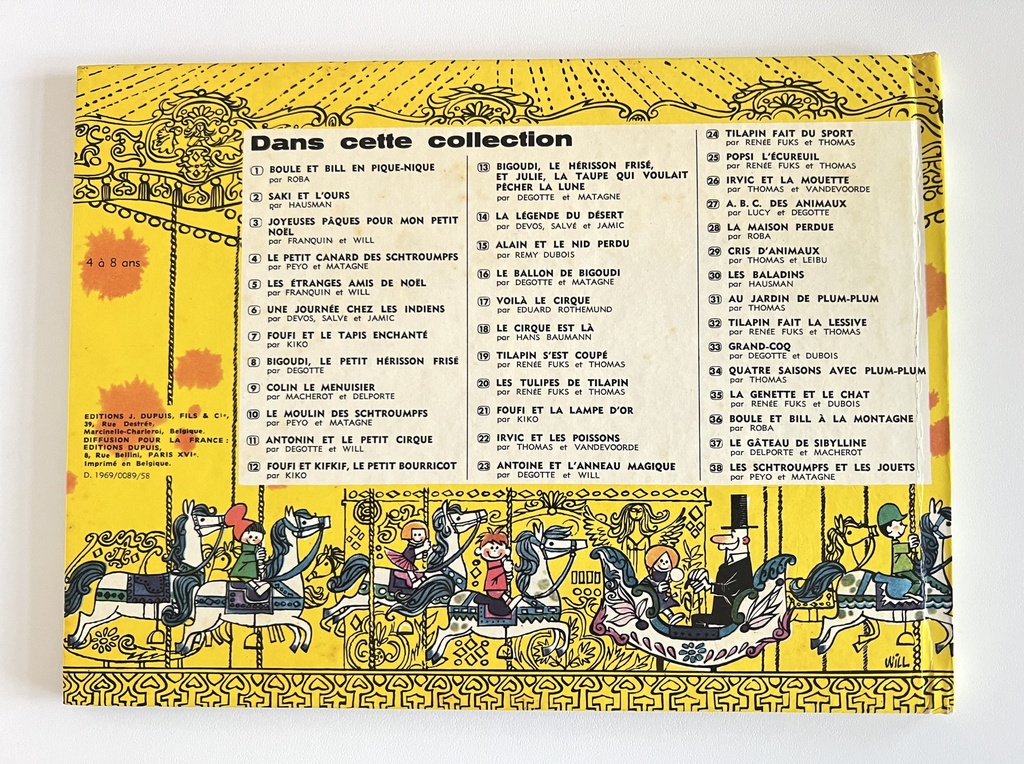 Dans cette collection
1 BOULE ET BILL EN PIQUE-NIQUE
par ROBA
2 SAKI ET L'OURS
par HAUSMAN
3 JOYEUSES PÂQUES POUR MON PETIT
NOEL
par FRANQUIN et WILL
4 LE PETIT CANARD DES SCHTROUMPFS
par PEYO et MATAGNE
5 LES ÉTRANGES AMIS DE NOËL
par FRANQUIN et WILL
6 UNE JOURNÉE CHEZ LES INDIENS
par DEVOS, SALVE et JAMIC
7 FOUFI ET LE TAPIS ENCHANTÉ
par KIKO
8 BIGOUDI, LE PETIT HÉRISSON FRISÉ
par DEGOTTE
9 COLIN LE MENUISIER
par MACHEROT et DELPORTE
10 LE MOULIN DES SCHTROUMPFS
par PEYO et MATAGNE
11 ANTONIN ET LE PETIT CIRQUE
par DEGOTTE et WILL
12 FOUFI ET KIFKIF, LE PETIT BOURRICOT
par KIKO
13 BIGOUDI, LE HÉRISSON FRISÉ,
ET JULIE, LA TAUPE QUI VOULAIT
PÊCHER LA LUNE
par DEGOTTE et MATAGNE
14 LA LÉGENDE DU DÉSERT
par DEVOS, SALVÉ et JAMIC
15 ALAIN ET LE NID PERDU
par REMY DUBOIS
16 LE BALLON DE BIGOUDI
par DEGOTTE et MATAGNE
17 VOILÀ LE CIRQUE
par EDUARD ROTHEMUND
18 LE CIRQUE EST LÀ
par HANS BAUMANN
19 TILAPIN S'EST COUPÉ
par RENÉE FUKS et THOMAS
20 LES TULIPES DE TILAPIN
par RENÉE FUKS et THOMAS
21 FOUFI ET LA LAMPE D'OR
par KIKO
22 IRVIC ET LES POISSONS
par THOMAS et VANDEVOORDE
23 ANTOINE ET L'ANNEAU MAGIQUE
par DEGOTTE et WILL
24 TILAPIN FAIT DU SPORT
par RENÉE FUKS et THOMAS
25 POPSI L'ÉCUREUIL
par RENÉE FUKS et THOMAS
26 IRVIC ET LA MOUETTE
par THOMAS et VANDEVOORDE
27 A. B. C. DES ANIMAUX
par LUCY et DEGOTTE
28 LA MAISON PERDUE
par ROBA
29 CRIS D'ANIMAUX
par THOMAS et LEIBU
30 LES BALADINS
par HAUSMAN
31 AU JARDIN DE PLUM-PLUM
par THOMAS
32 TILAPIN FAIT LA LESSIVE
par RENÉE FUKS et THOMAS
33 GRAND-COQ
par DEGOTTE et DUBOIS
34 QUATRE SAISONS AVEC PLUM-PLUM
par THOMAS
35 LA GENETTE ET LE CHAT
par RENÉE FUKS et DUBOIS
36 BOULE ET BILL À LA MONTAGNE
par ROBA
37 LE GÂTEAU DE SIBYLLINE
par DELPORTE et MACHEROT
38 LES SCHTROUMPFS ET LES JOUETS
par PEYO et MATAGNE
4 à 8 ans
EDITIONS J. DUPUIS, FILS & Cie,
39, Rue Destrée,
Marcinelle-Charleroi, Belgique.
DIFFUSION POUR LA FRANCE :
EDITIONS DUPUIS,
8, Rue Bellini, PARIS XVIe.
Imprimé en Belgique.
D. 1969/0089/58
WILL